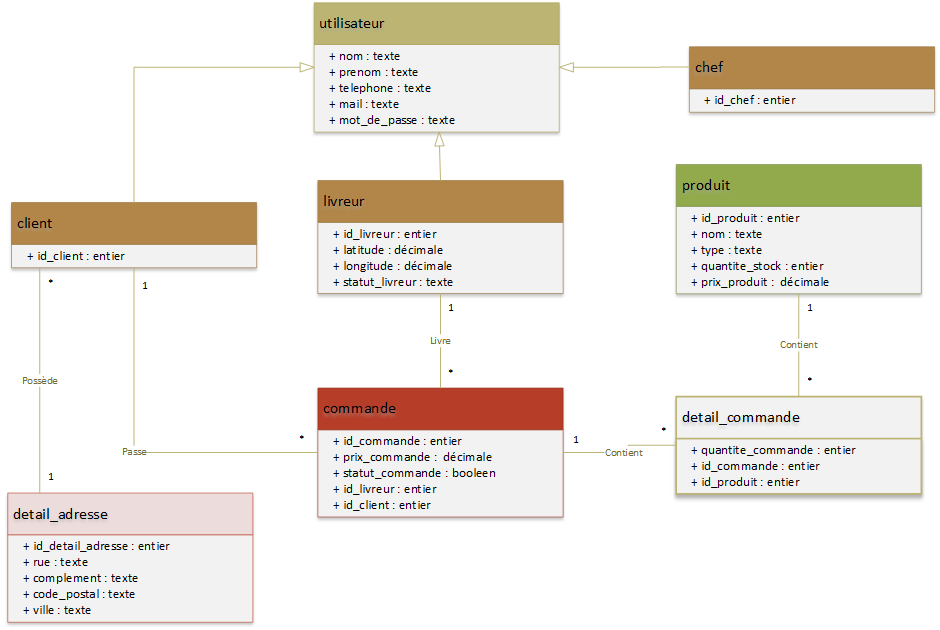 utilisateur
+ nom : texte
+ prenom : texte
+ telephone : texte
+ mail : texte
+ mot_de_passe : texte
chef
+ id_chef : entier
client
+ id_client : entier
livreur
+ id_livreur : entier
+ latitude : décimale
+ longitude : décimale
+ statut_livreur : texte
produit
+ id_produit : entier
+ nom : texte
+ type : texte
+ quantite_stock : entier
+ prix_produit : décimale
*
1
1
1
Livre
Contient
Possède
*
*
commande
+ id_commande : entier
+ prix_commande : décimale
+ statut_commande : booleen
+ id_livreur : entier
+ id_client : entier
detail_commande
+ quantite_commande : entier
+ id_commande : entier
+ id_produit : entier
Passe
*
1
Contient
*
1
detail_adresse
+ id_detail_adresse : entier
+ rue : texte
+ complement : texte
+ code_postal : texte
+ ville : texte